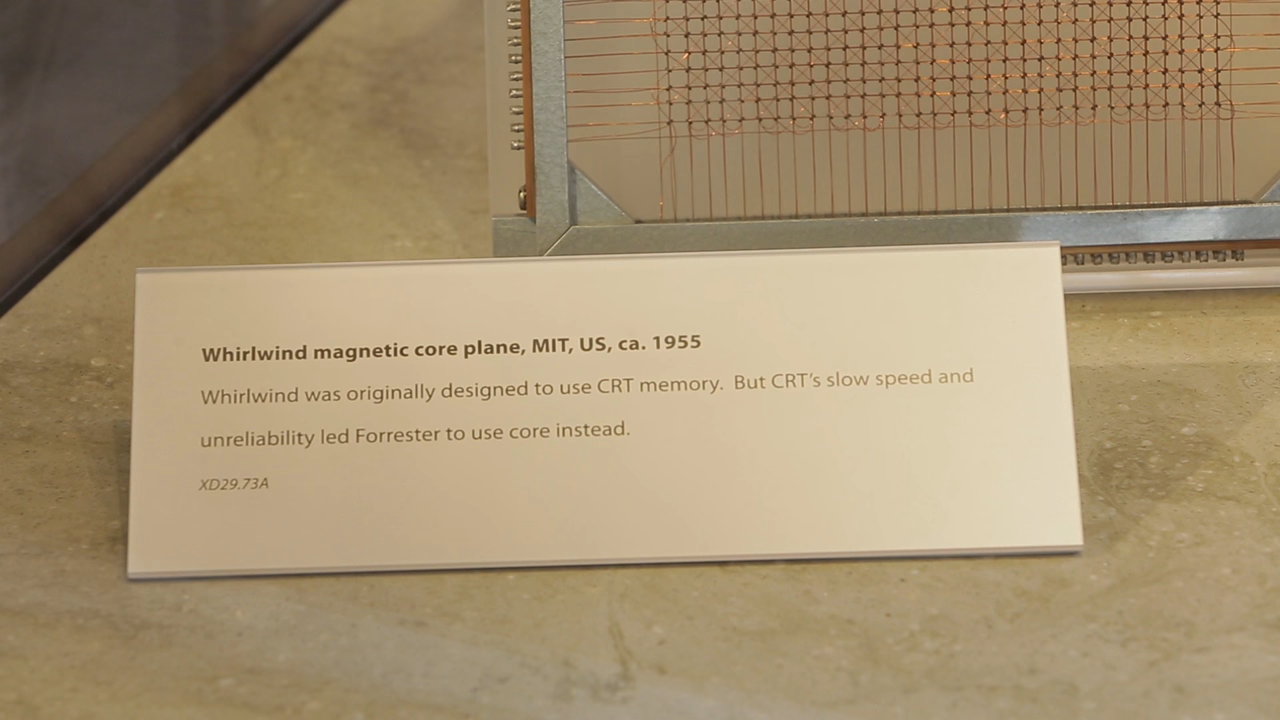 Whirlwind magnetic core plane, MIT, US, ca. 1955
Whirlwind was originally designed to use CRT memory.  But CRT's slow speed and
unreliability led Forrester to use core instead.
XD29.73A